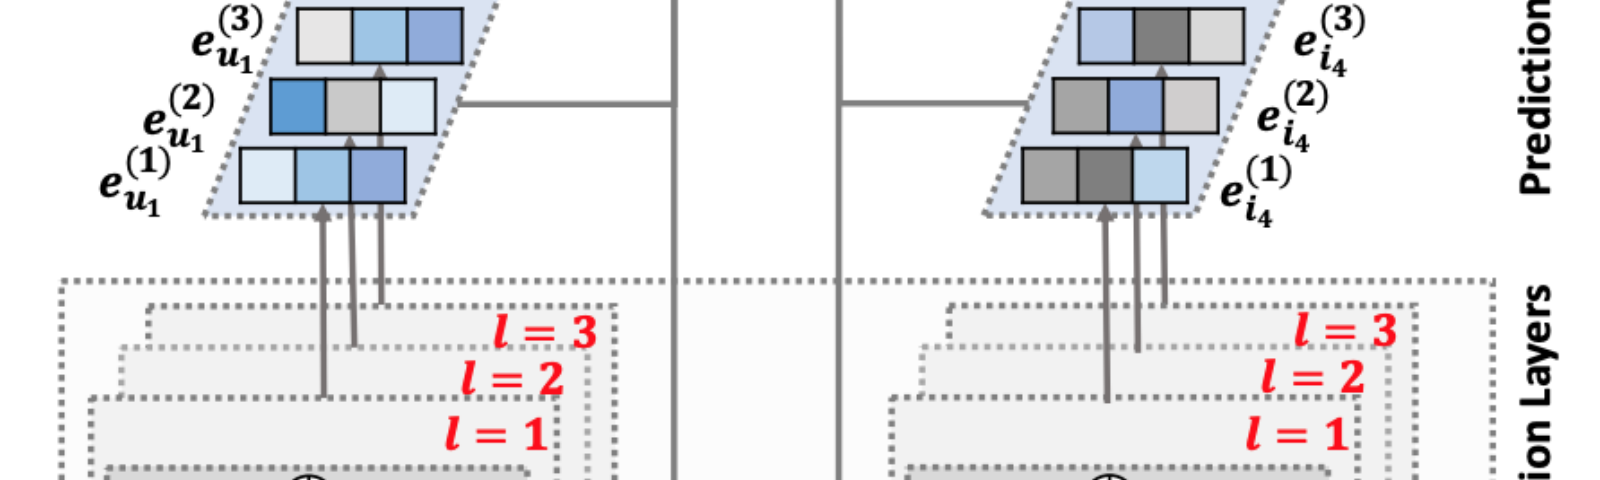 e_{u_1}^{(3)}
e_{u_1}^{(2)}
e_{u_1}^{(1)}
l = 3
l = 2
l = 1
e_{i_4}^{(3)}
e_{i_4}^{(2)}
e_{i_4}^{(1)}
l = 3
l = 2
l = 1
Prediction
ion Layers